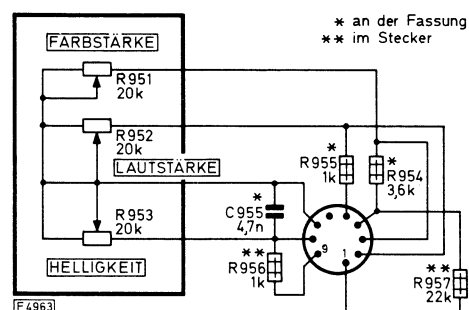 * an der Fassung
** im Stecker
FARBSTÄRKE
R951
20k
R952
20k
LAUTSTÄRKE
R953
20k
HELLIGKEIT
*
C955
4,7n
**
R956
1k
*
R955
1k
*
R954
3,6k
9
1
**
R957
22k
F4963